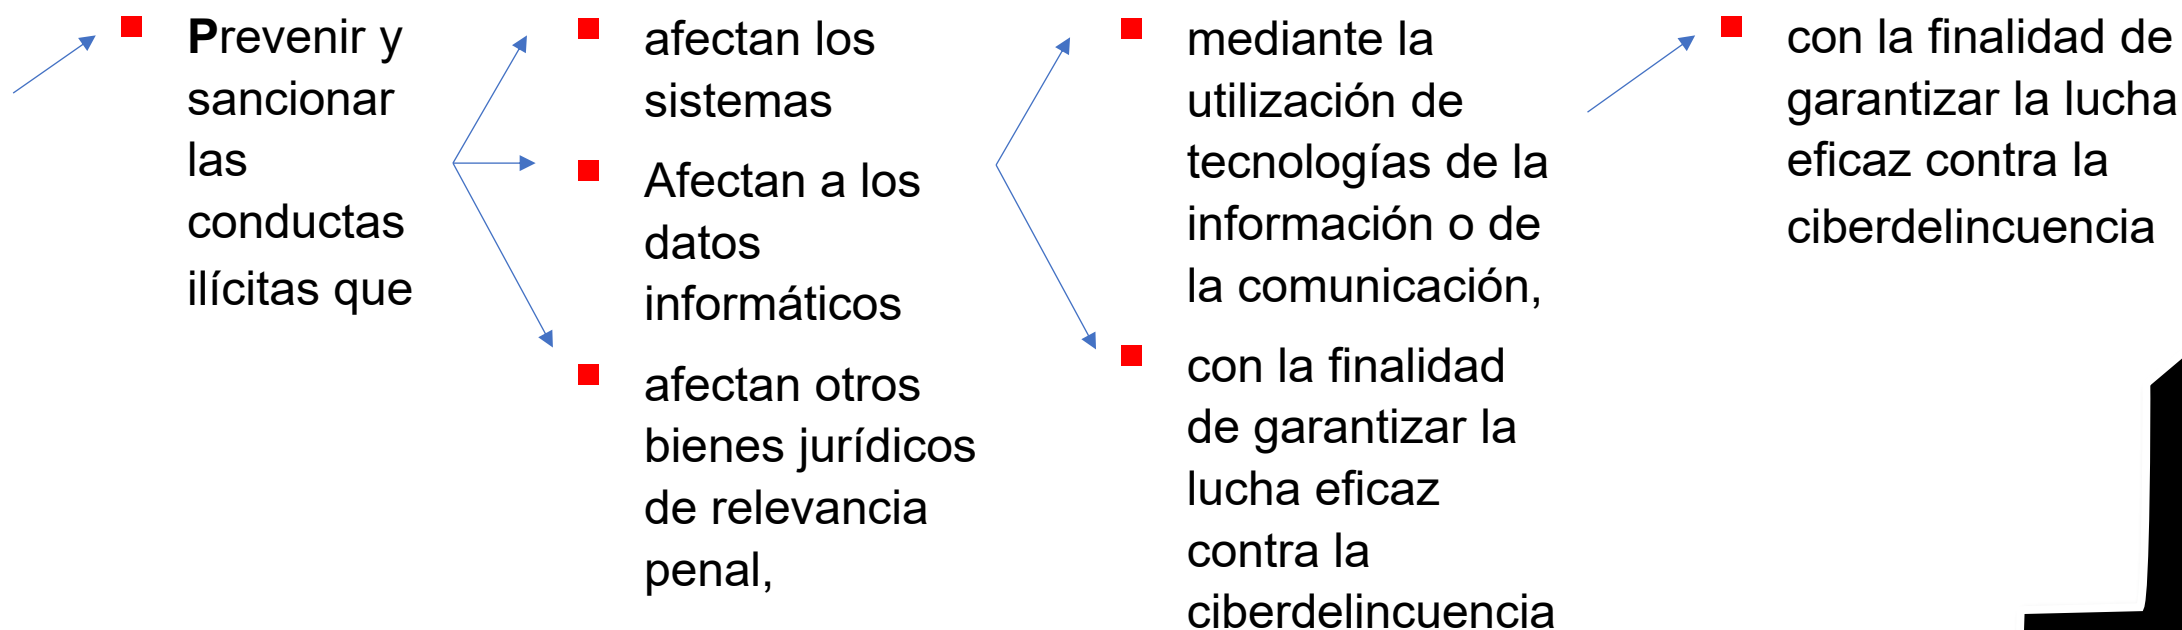 Prevenir y
sancionar
las
conductas
ilícitas que
afectan los
sistemas
Afectan a los
datos
informáticos
afectan otros
bienes jurídicos
de relevancia
penal,
mediante la
utilización de
tecnologías de la
información o de
la comunicación,
con la finalidad
de garantizar la
lucha eficaz
contra la
ciberdelincuencia
con la finalidad de
garantizar la lucha
eficaz contra la
ciberdelincuencia